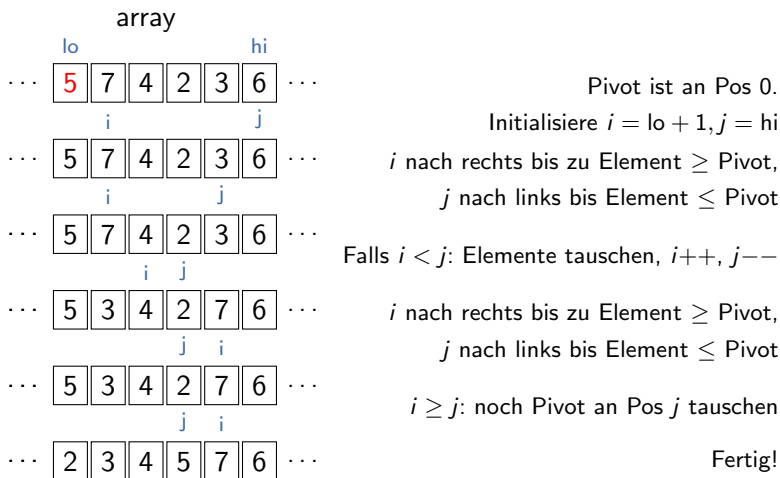 array
lo hi
··· 5 7 4 2 3 6 ··· Pivot ist an Pos 0.
i j Initialisiere i = lo + 1, j = hi
··· 5 7 4 2 3 6 ··· i nach rechts bis zu Element ≥ Pivot,
i j j nach links bis Element ≤ Pivot
··· 5 7 4 2 3 6 ··· Falls i < j: Elemente tauschen, i++, j−−
i j
··· 5 3 4 2 7 6 ··· i nach rechts bis zu Element ≥ Pivot,
j i j nach links bis Element ≤ Pivot
··· 5 3 4 2 7 6 ··· i ≥ j: noch Pivot an Pos j tauschen
j i
··· 2 3 4 5 7 6 ··· Fertig!